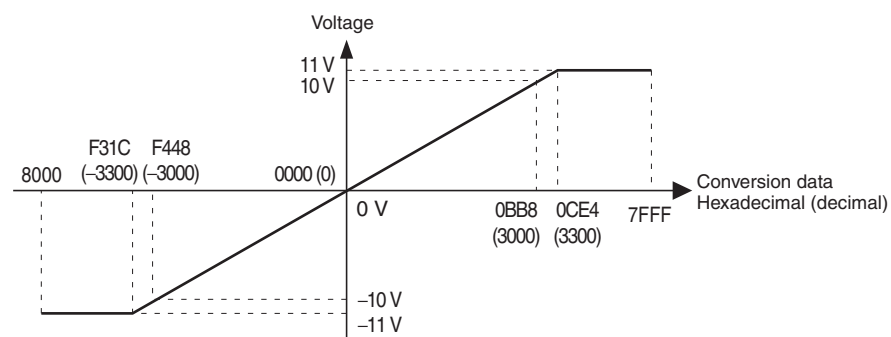 Voltage
11 V
10 V
F31C F448
8000 (–3300) (–3000) 0000 (0)
Conversion data
Hexadecimal (decimal)
0 V 0BB8 0CE4 7FFF
(3000) (3300)
–10 V
–11 V